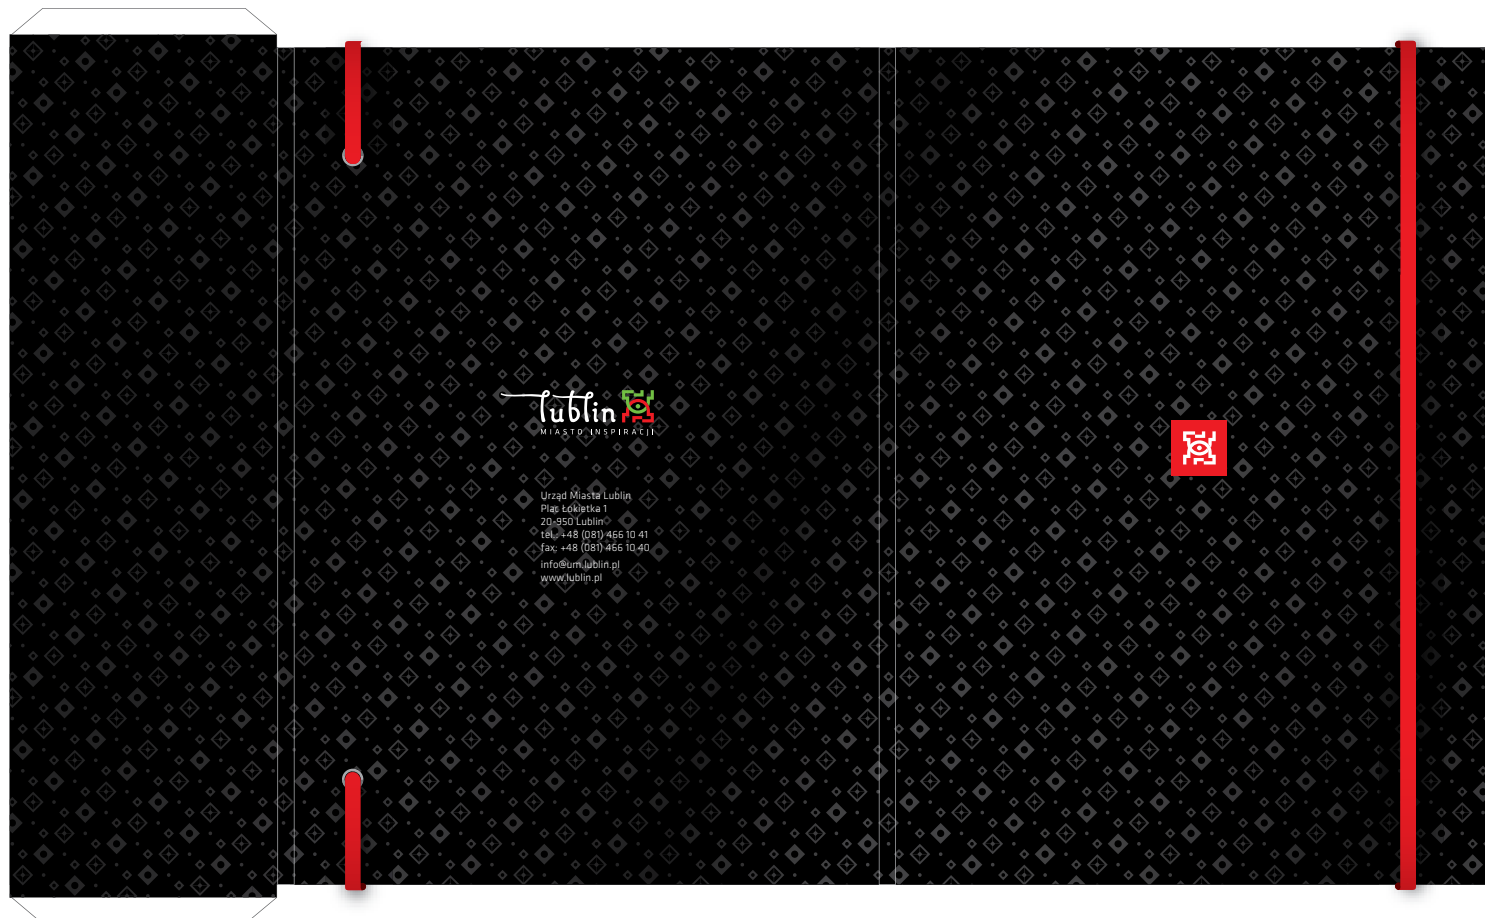 lublin
MIASTO INSPIRACJI
Urząd Miasta Lublin
Plac Łokietka 1
20-950 Lublin
tel.: +48 (081) 466 10 41
fax: +48 (081) 466 10 40
info@um.lublin.pl
www.lublin.pl